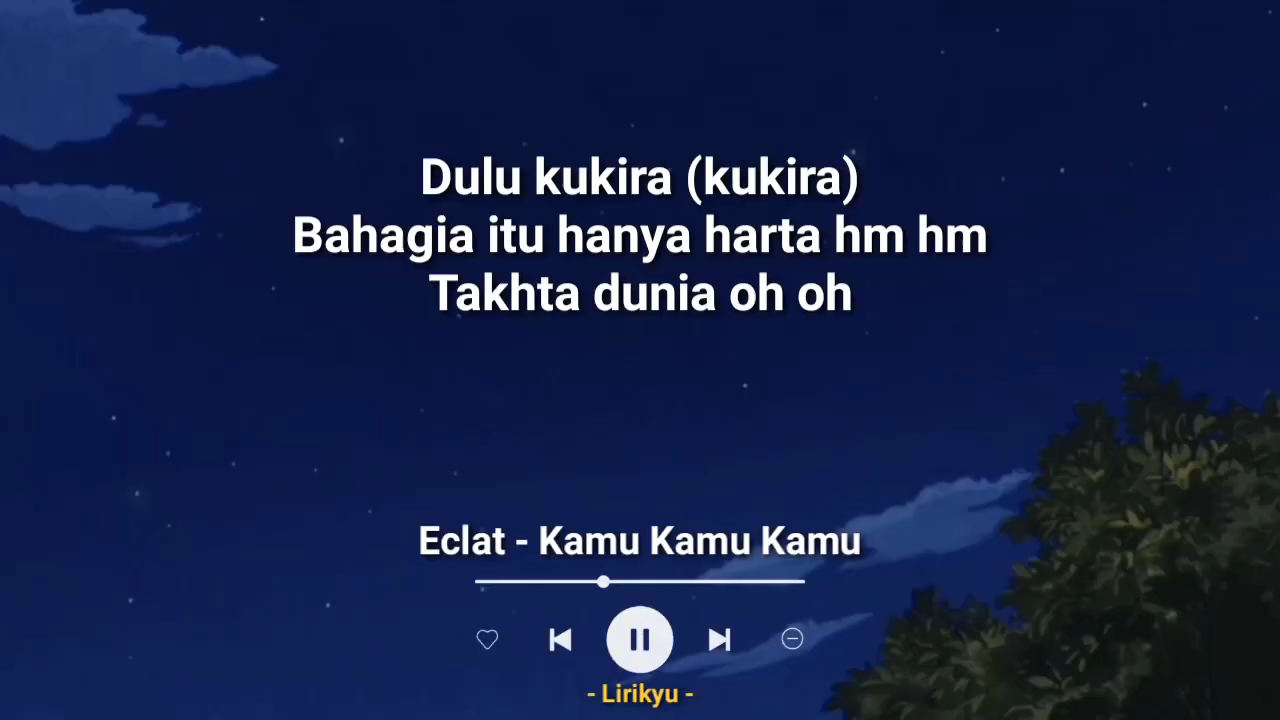 Dulu kukira (kukira)
Bahagia itu hanya harta hm hm
Takhta dunia oh oh
Eclat - Kamu Kamu Kamu
- Lirikyu -